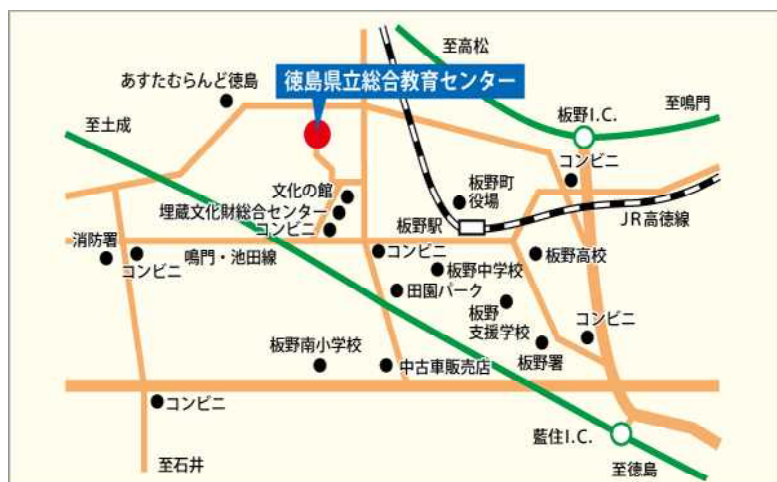 至高松
徳島県立総合教育センター
あすたむらんど徳島
至土成
板野I.C.
至鳴門
コンビニ
板野町
役場
文化の館
埋蔵文化財総合センター
コンビニ
板野駅
JR高徳線
消防署
コンビニ
鳴門・池田線
コンビニ
板野中学校
板野高校
田園パーク
板野
支援学校
コンビニ
板野署
板野南小学校
中古車販売店
コンビニ
藍住I.C.
至石井
至徳島